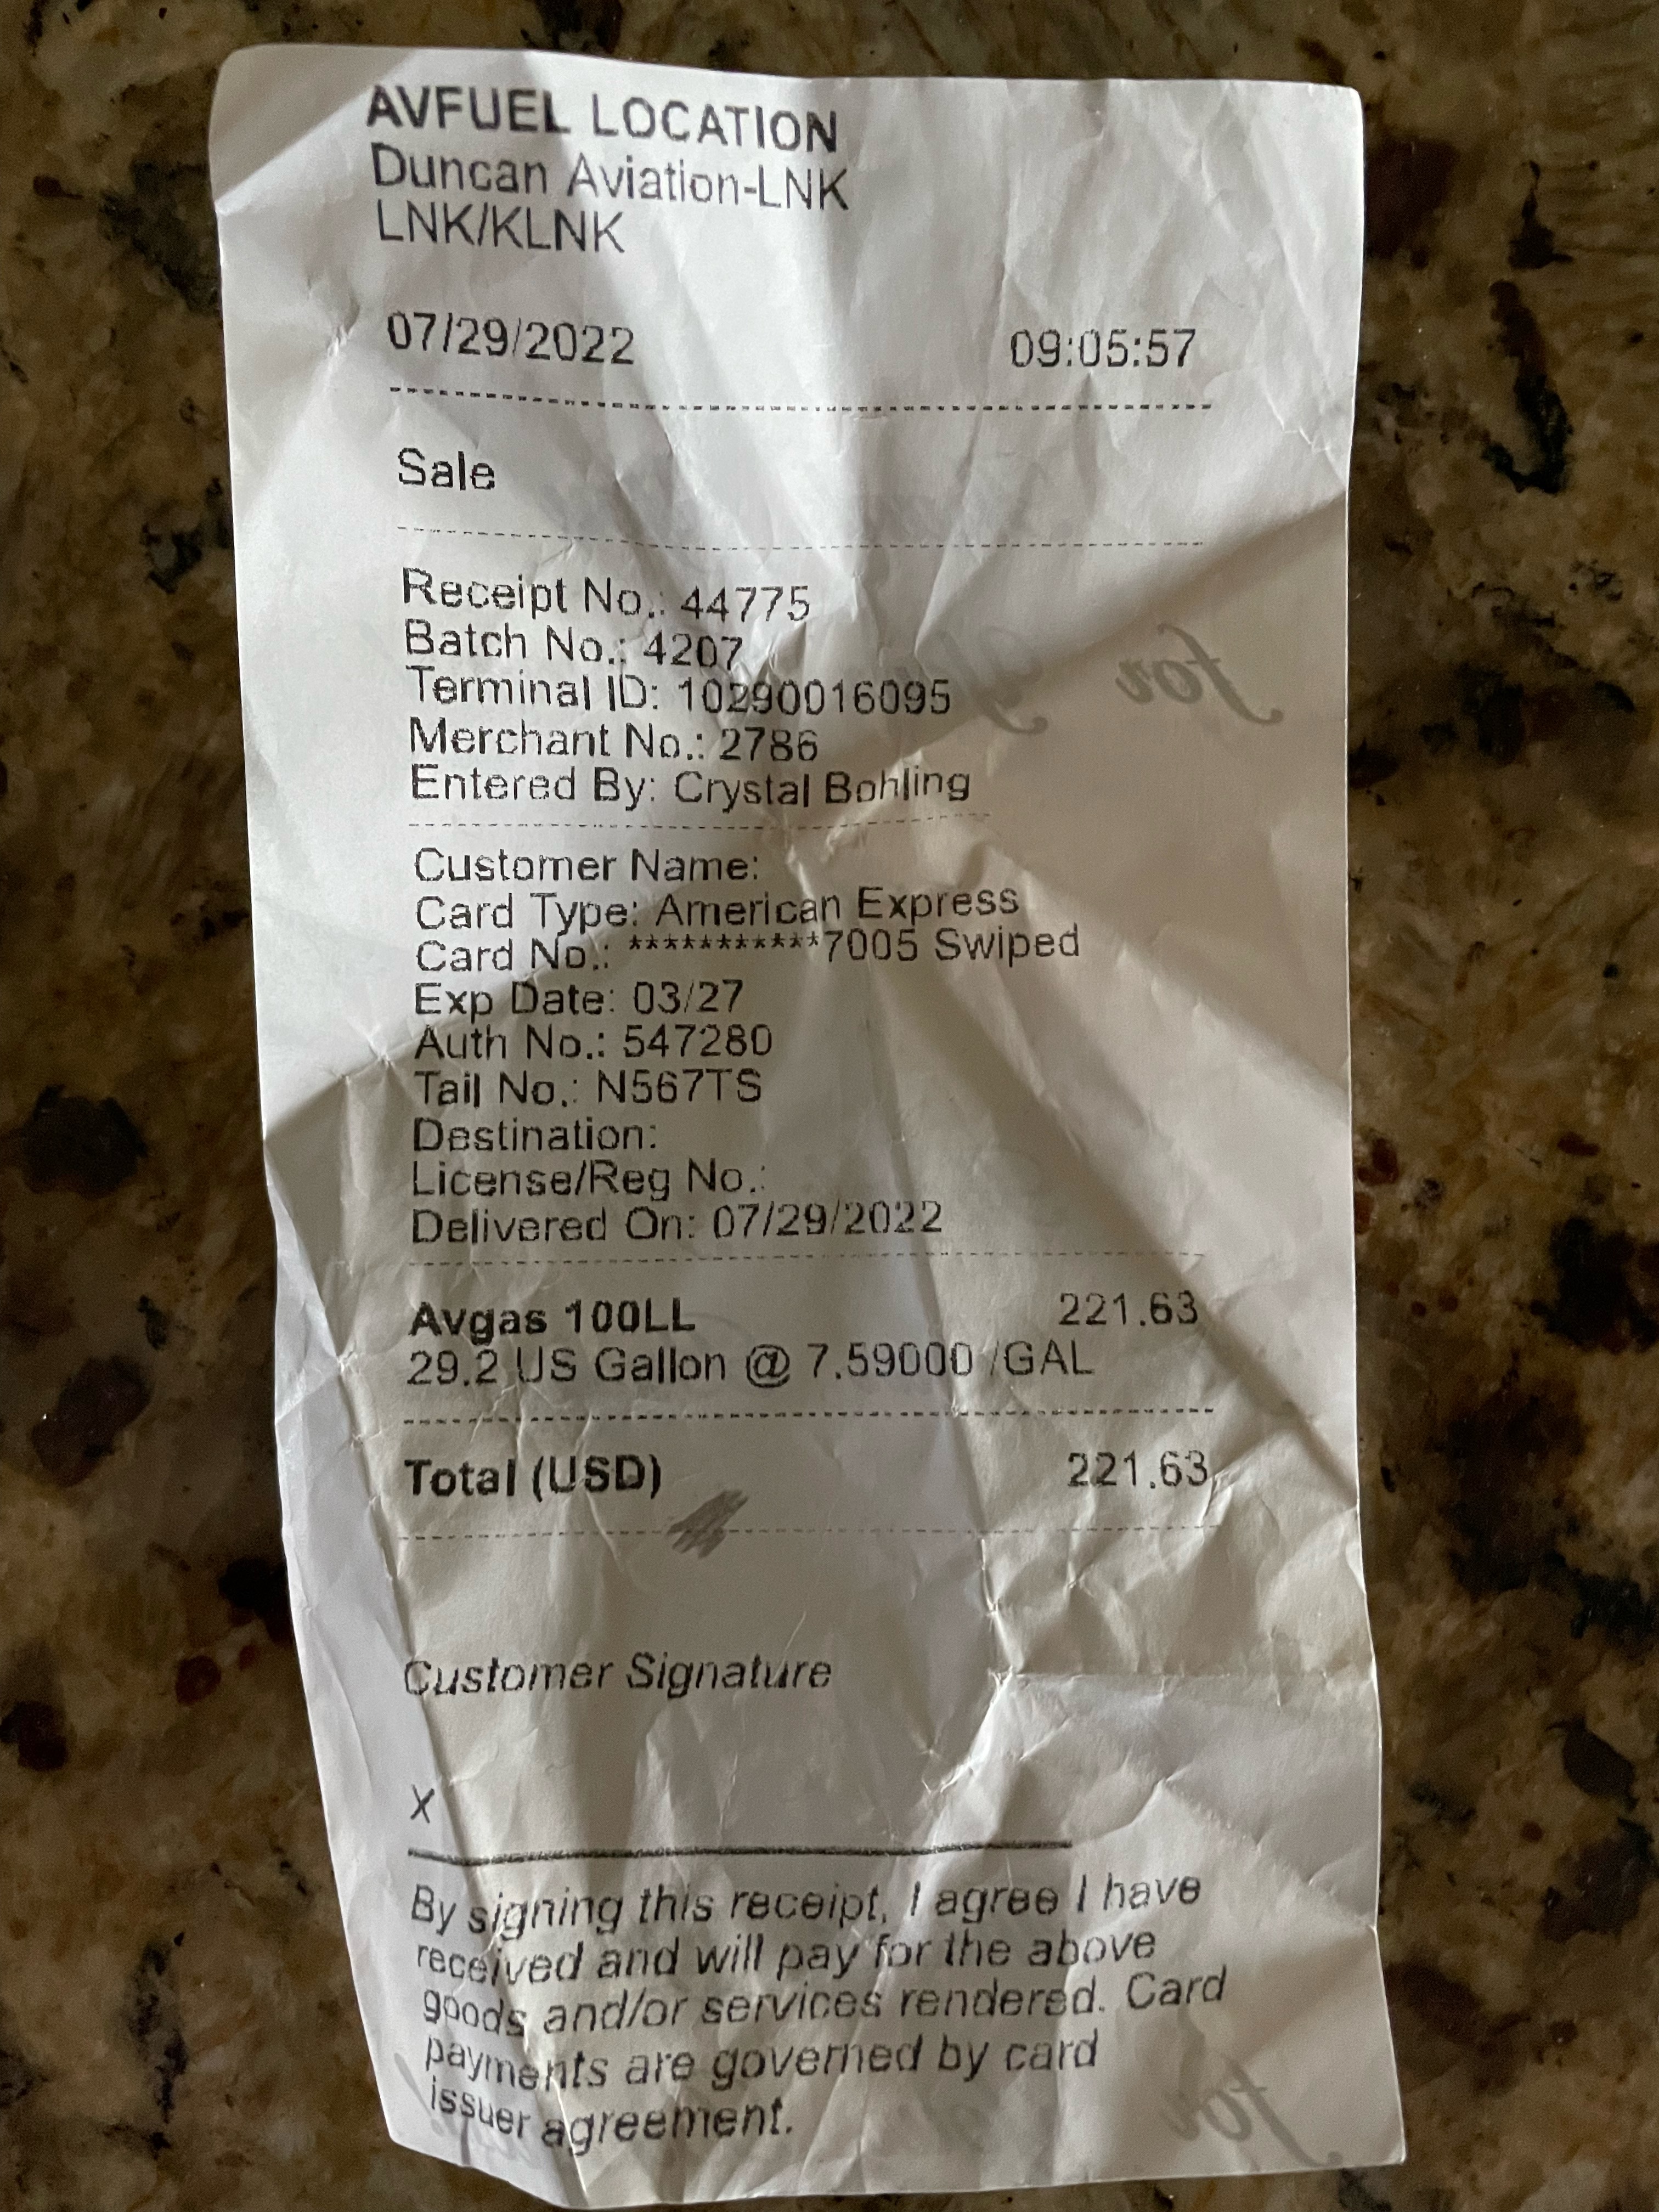 AVFUEL LOCATION
Duncan Aviation-LNK
LNK/KLNK
07/29/2022 09:05:57
Sale
Receipt No.: 44775
Batch No.: 4207
Terminal ID: 10290016095
Merchant No.: 2786
Entered By: Crystal Bohling
for
Customer Name:
Card Type: American Express
Card No.: ***********7005 Swiped
Exp Date: 03/27
Auth No.: 547280
Tail No.: N567TS
Destination:
License/Reg No.:
Delivered On: 07/29/2022
Avgas 100LL 221.63
29.2 US Gallon @ 7.59000 /GAL
Total (USD) 221.63
Customer Signature
X
By signing this receipt, I agree I have
received and will pay for the above
goods and/or services rendered. Card
payments are governed by card
issuer agreement.
for